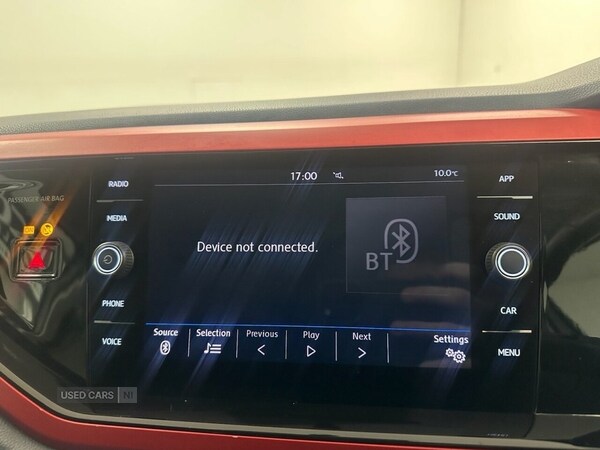 PASSENGER AIR BAG
RADIO
MEDIA
PHONE
VOICE
17:00
10.0°C
Device not connected.
BT
Source
Selection
Previous
Play
Next
Settings
APP
SOUND
CAR
MENU
USED CARS NI